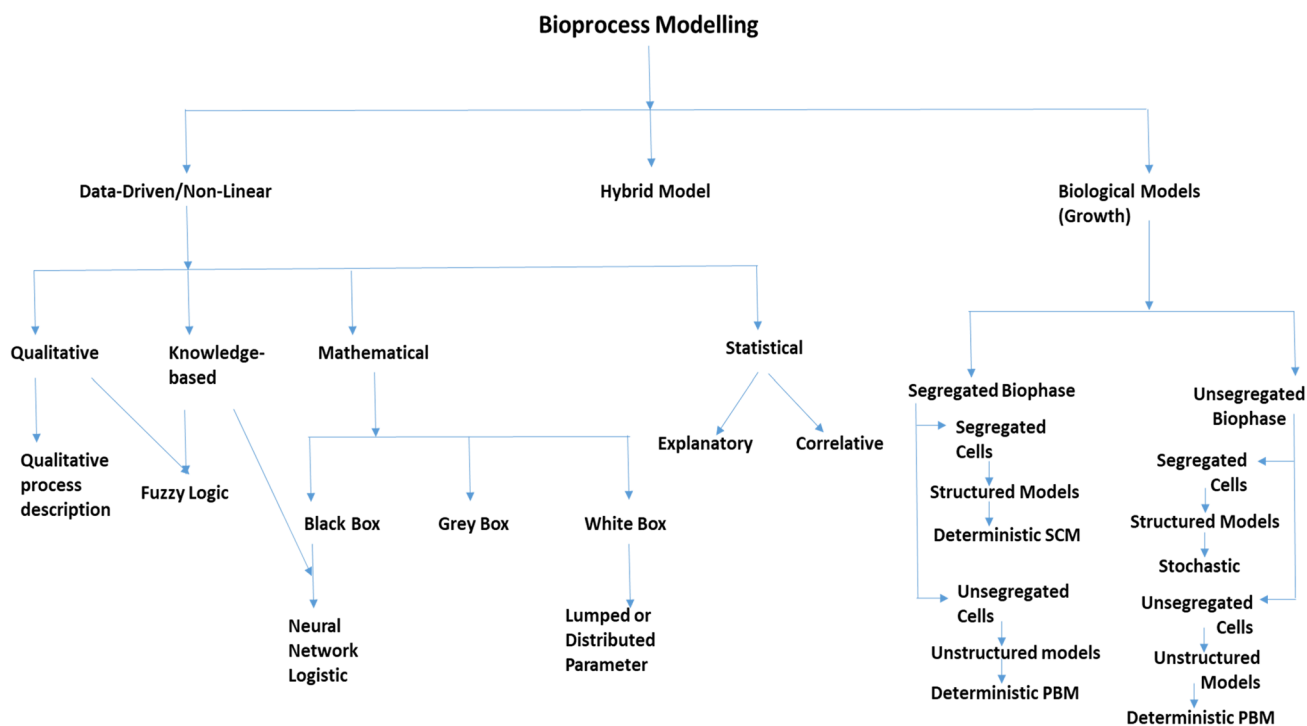 Bioprocess Modelling
Data-Driven/Non-Linear
Hybrid Model
Biological Models
(Growth)
Qualitative
Knowledge-
based
Mathematical
Statistical
Qualitative
process
description
Fuzzy Logic
Black Box
Grey Box
White Box
Explanatory
Correlative
Neural
Network
Logistic
Lumped or
Distributed
Parameter
Segregated Biophase
Segregated
Cells
Structured Models
Deterministic SCM
Unsegregated
Cells
Unstructured models
Deterministic PBM
Unsegregated
Biophase
Segregated
Cells
Structured Models
Stochastic
Unsegregated
Cells
Unstructured
Models
Deterministic PBM